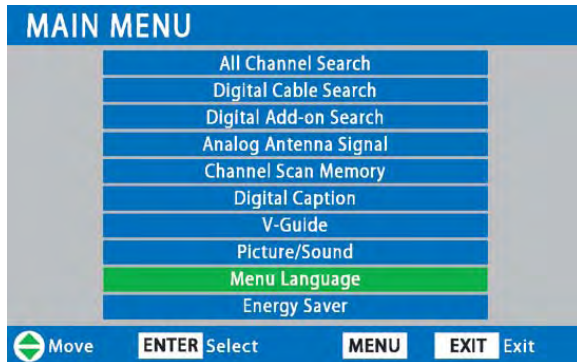 MAIN MENU
All Channel Search
Digital Cable Search
Digital Add-on Search
Analog Antenna Signal
Channel Scan Memory
Digital Caption
V-Guide
Picture/Sound
Menu Language
Energy Saver
Move ENTER Select MENU EXIT Exit